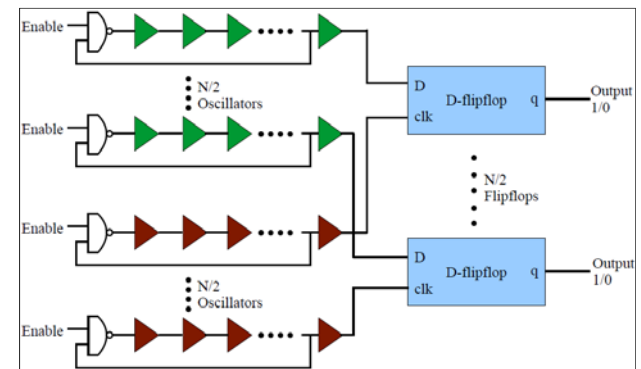 Enable
N/2
Oscillators
Enable
Enable
N/2
Oscillators
Enable
D
D-flipflop
q
clk
Output
1/0
N/2
Flipflops
D
D-flipflop
q
clk
Output
1/0